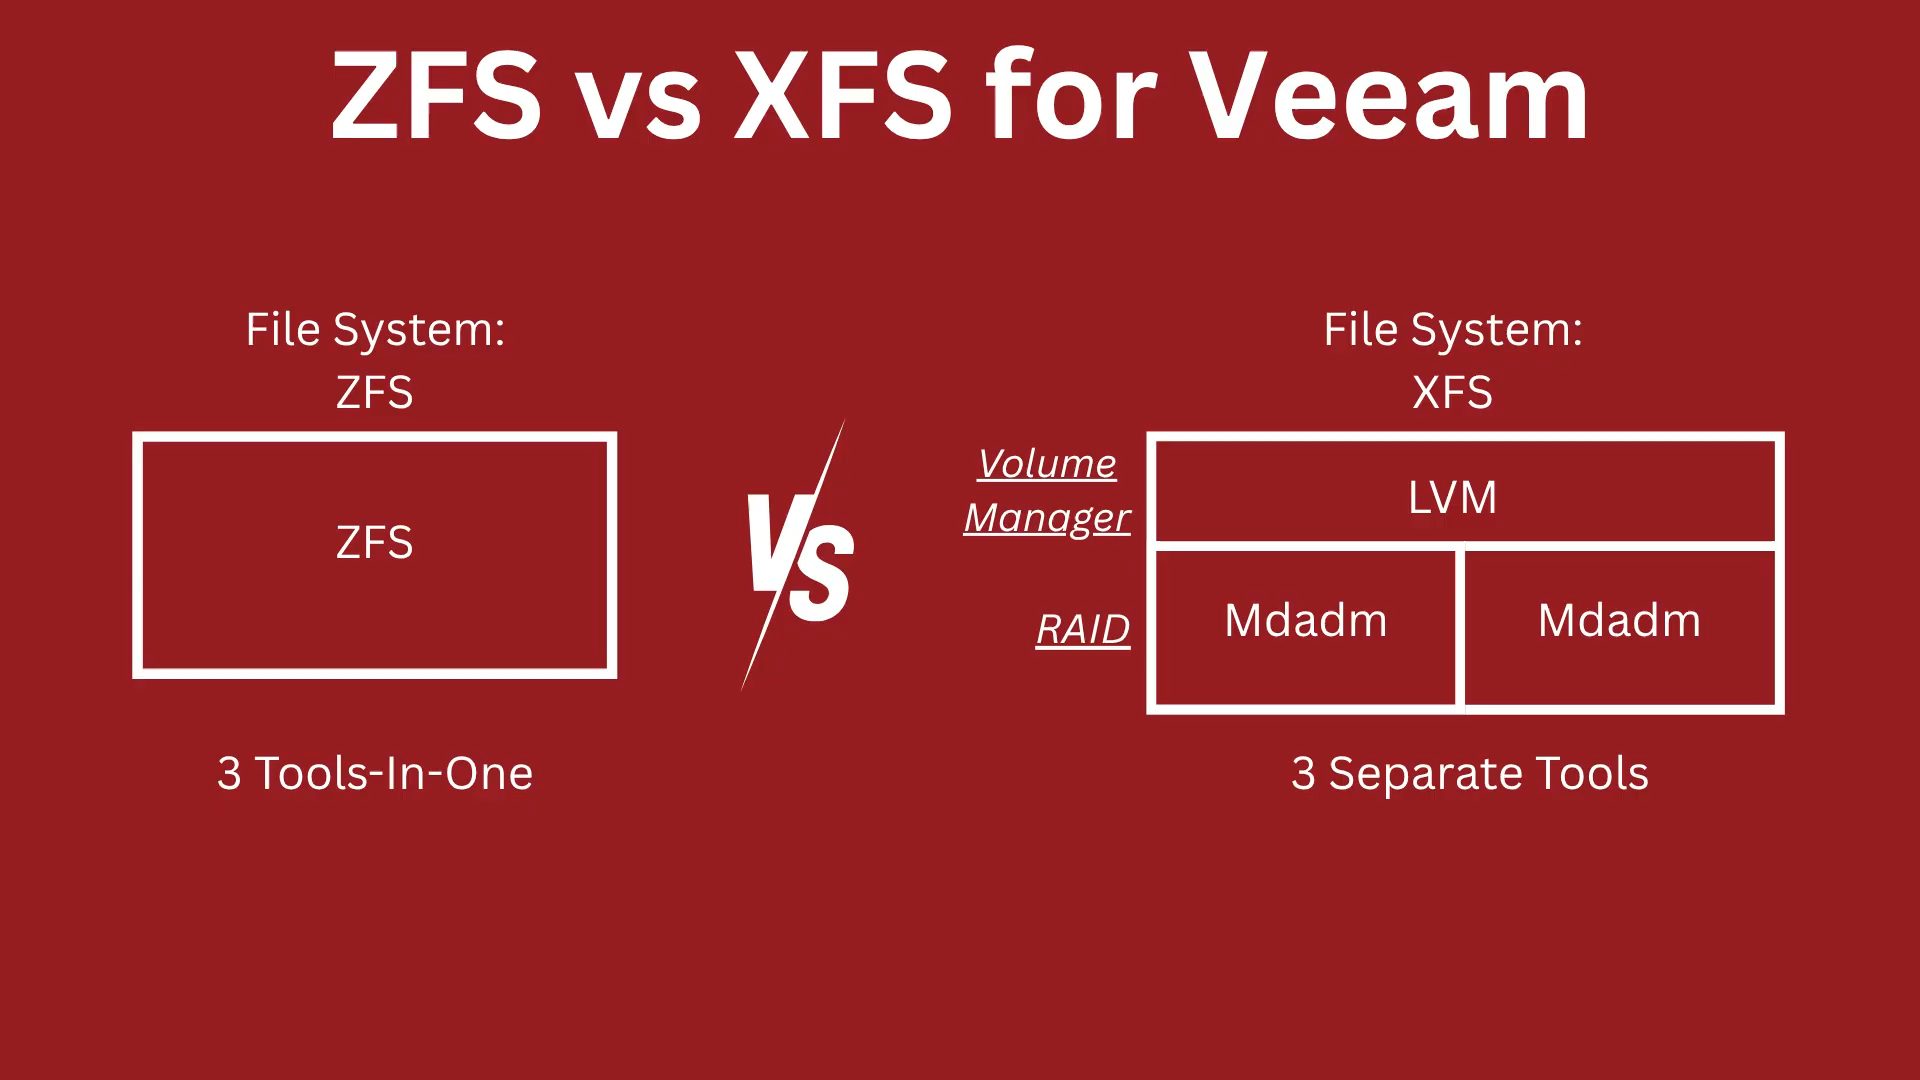 ZFS vs XFS for Veeam
File System:
ZFS
ZFS
3 Tools-In-One
VS
File System:
XFS
Volume
Manager
LVM
RAID
Mdadm
Mdadm
3 Separate Tools